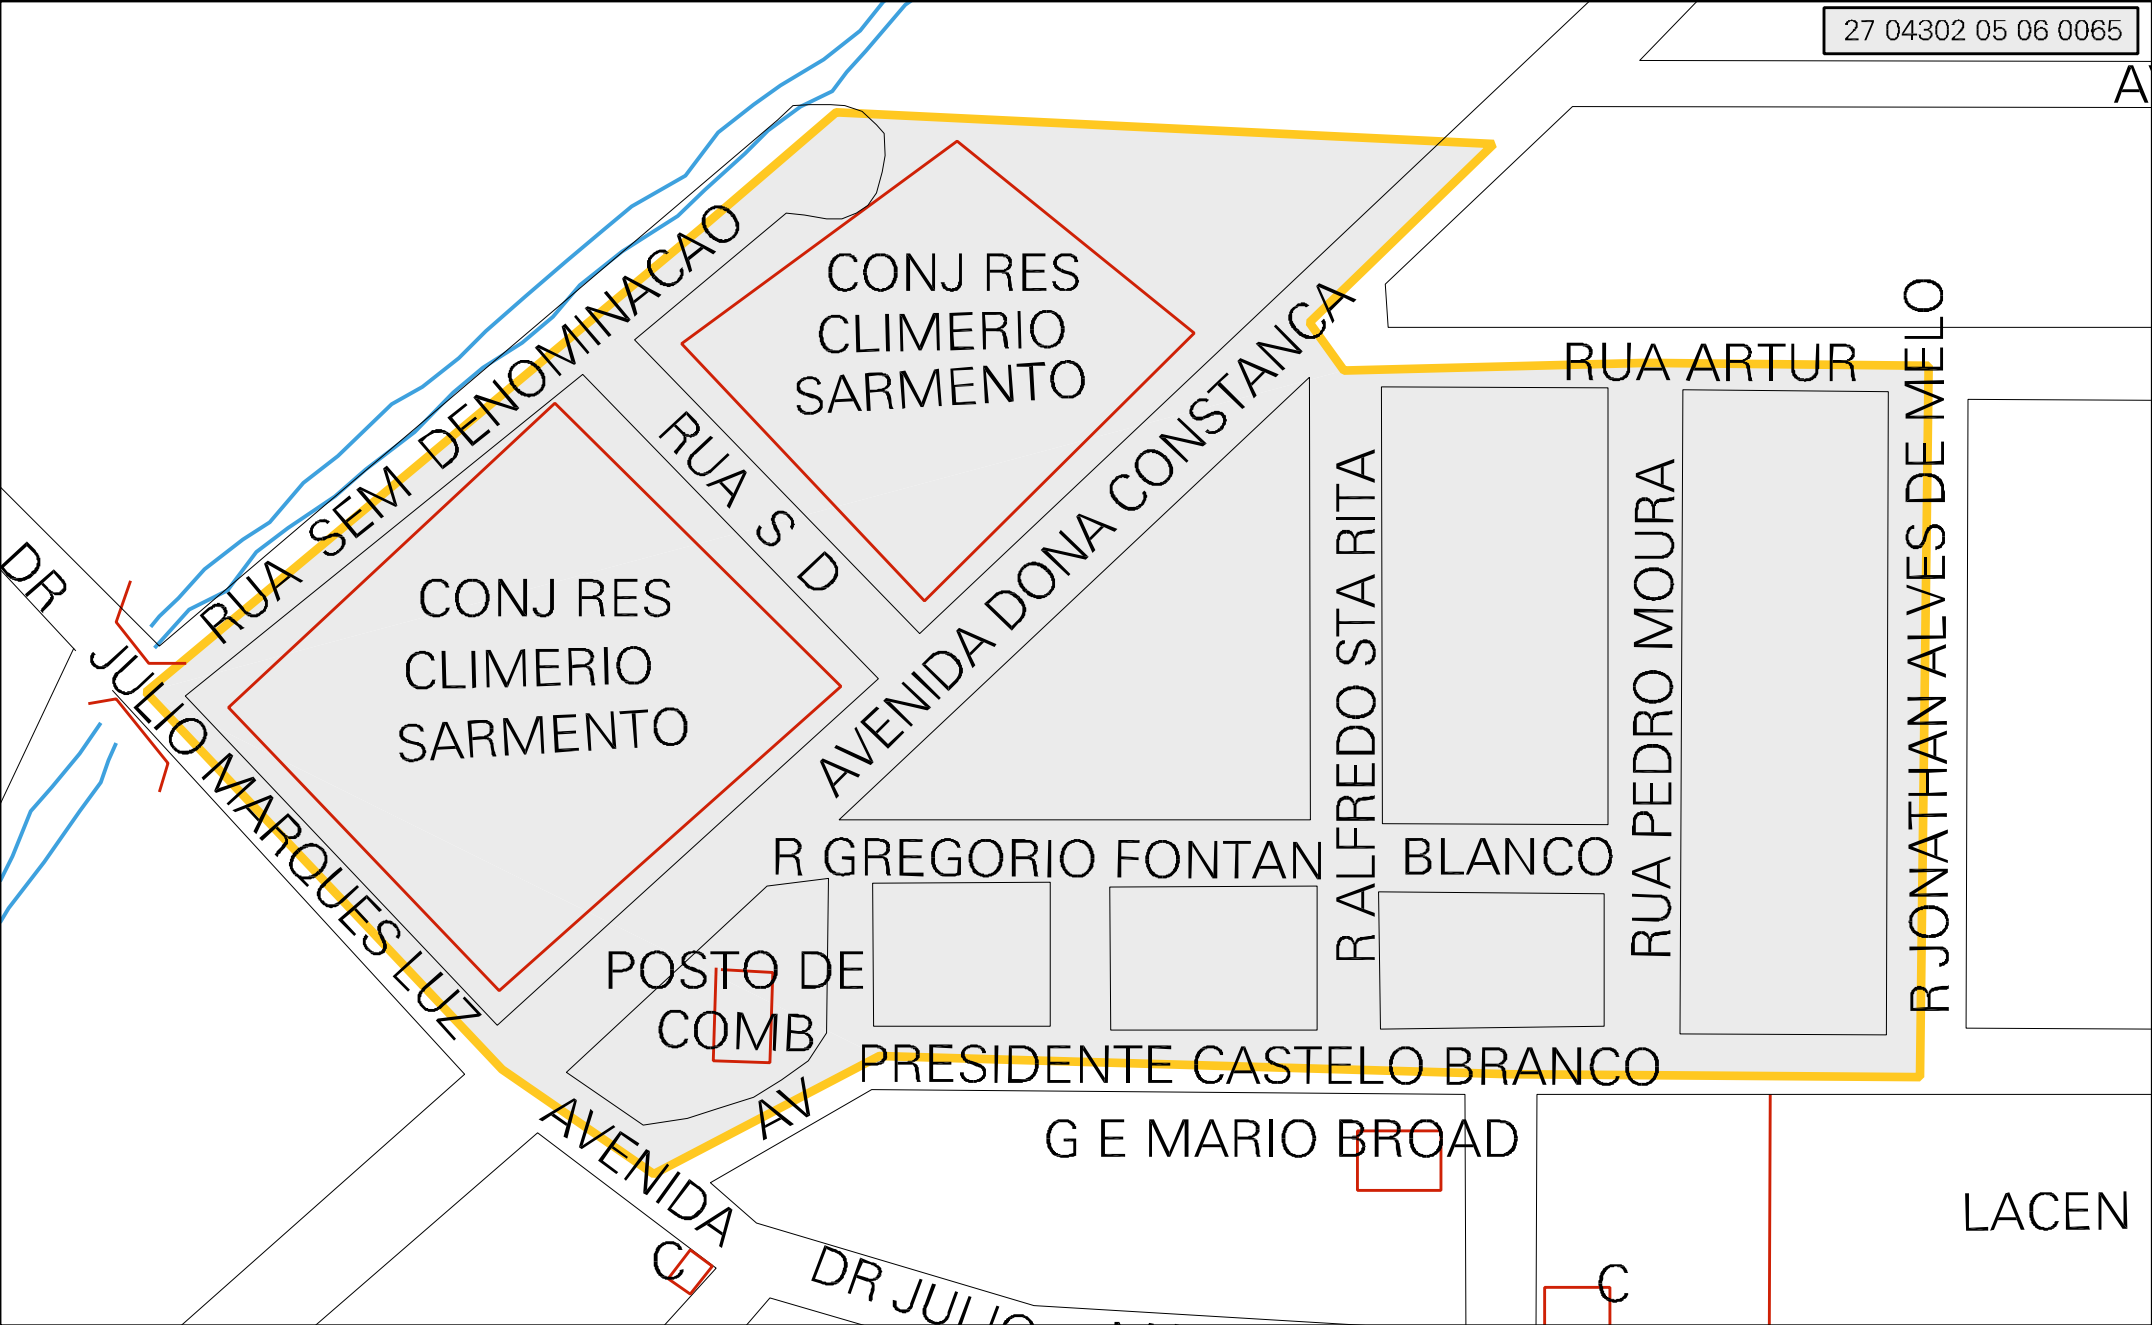 27 04302 05 06 0065
RUA SEM DENOMINACAO
CONJ RES
CLIMERIO
SARMENTO
RUA S D
AVENIDA DONA CONSTANCA
RUA ARTUR
R JONATHAN ALVES DE MELO
R ALFREDO STA RITA
RUA PEDRO MOURA
DR
JULIO MARQUES LUZ
CONJ RES
CLIMERIO
SARMENTO
R GREGORIO FONTAN BLANCO
POSTO DE
COMB
AV PRESIDENTE CASTELO BRANCO
AVENIDA
G E MARIO BROAD
LACEN
C
C
DR JULIO